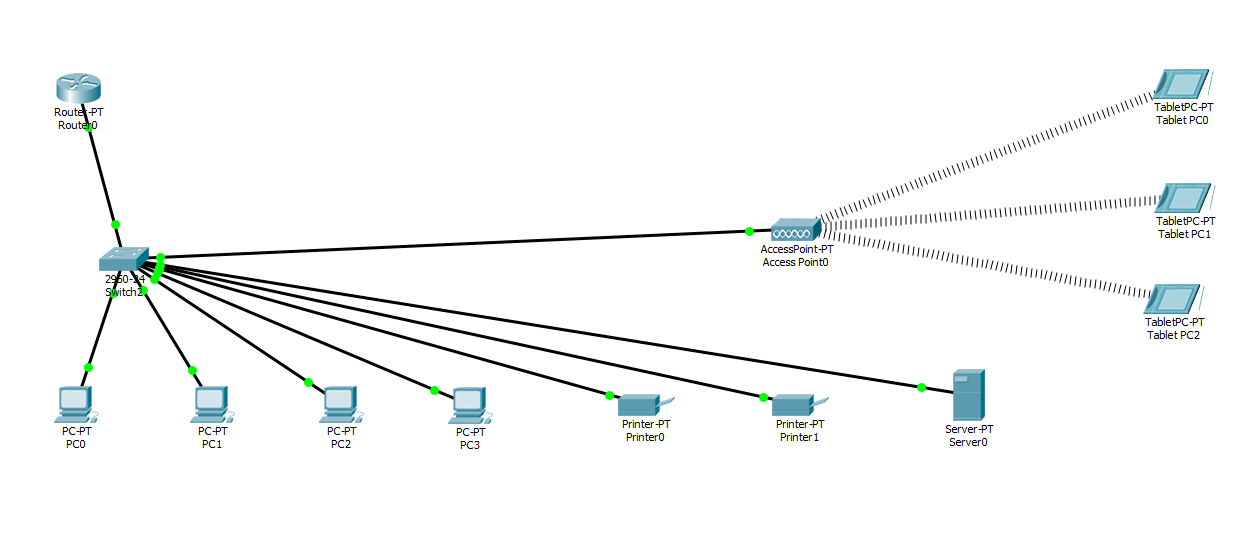 Router-PT
Router0
TabletPC-PT
Tablet PC0
TabletPC-PT
Tablet PC1
AccessPoint-PT
Access Point0
2950-24
Switch2
TabletPC-PT
Tablet PC2
PC-PT
PC0
PC-PT
PC1
PC-PT
PC2
PC-PT
PC3
Printer-PT
Printer0
Printer-PT
Printer1
Server-PT
Server0